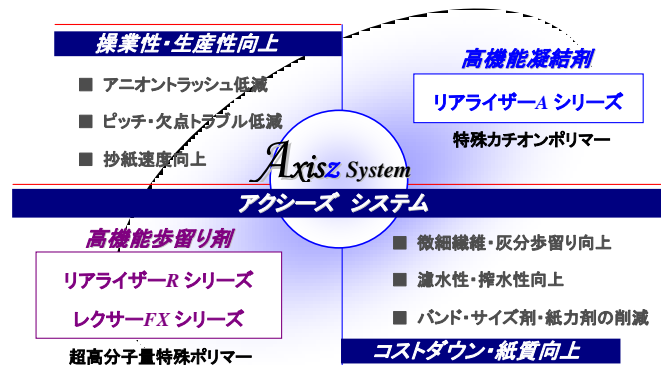 操業性・生産性向上
■ アニオントラッシュ低減
■ ピッチ・欠点トラブル低減
■ 抄紙速度向上
高機能凝結剤
リアライザーA シリーズ
特殊カチオンポリマー
Axisz System
アクシーズ システム
高機能歩留り剤
リアライザーR シリーズ
レクサーFX シリーズ
超高分子量特殊ポリマー
■ 微細繊維・灰分歩留り向上
■ 濾水性・搾水性向上
■ バンド・サイズ剤・紙力剤の削減
コストダウン・紙質向上